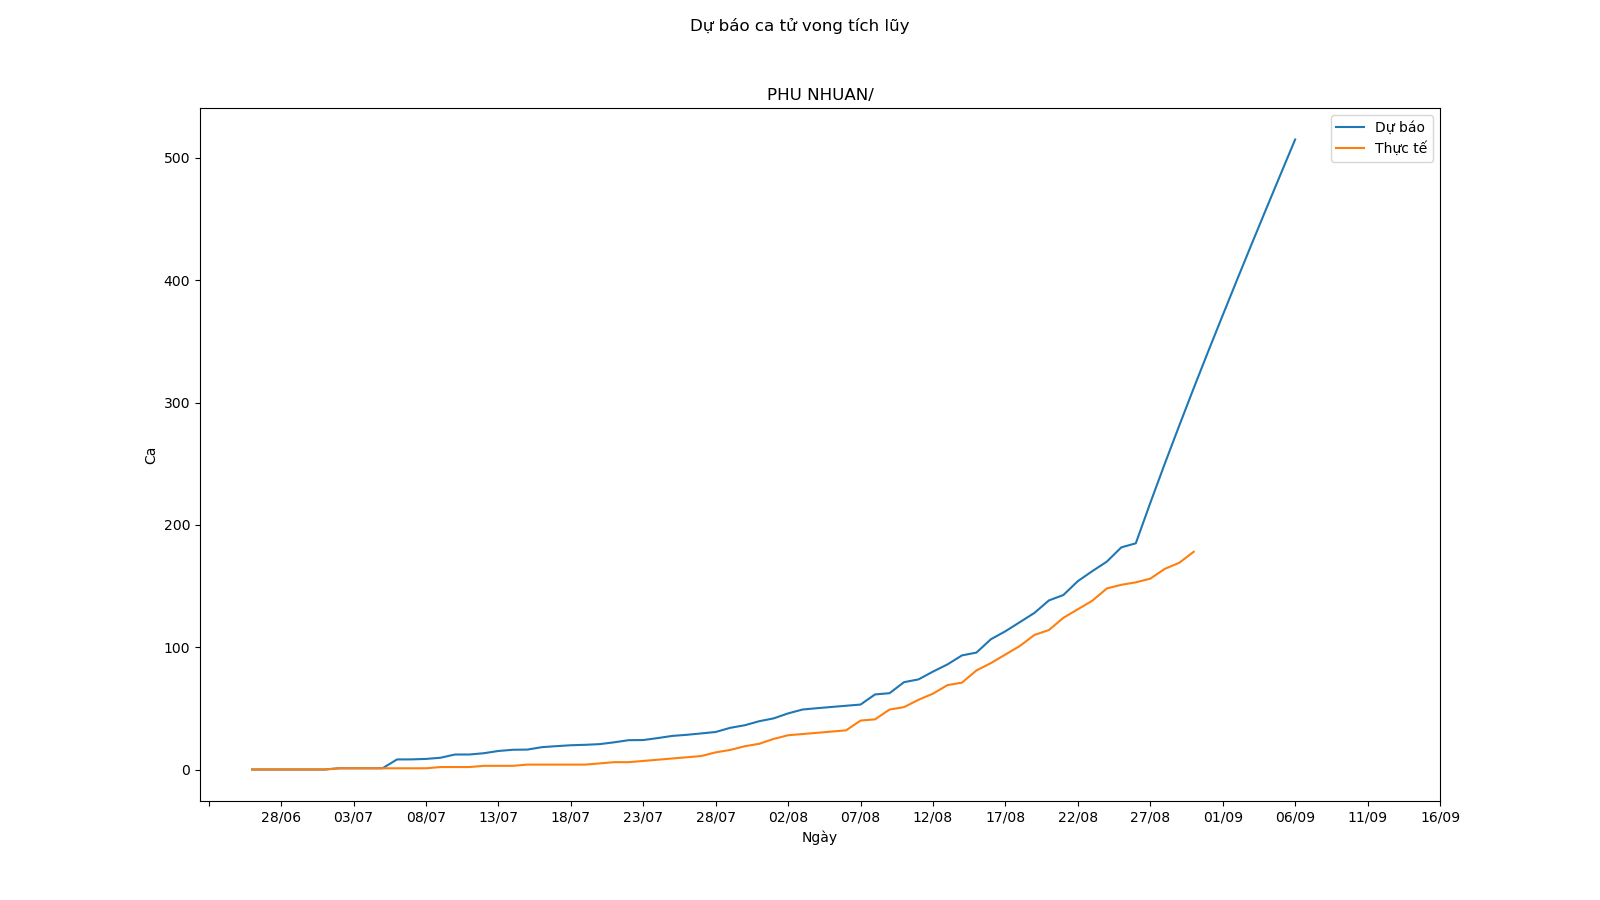 Dự báo ca tử vong tích lũy
PHU NHUAN/
Dự báo
Thực tế
500
400
300
200
100
0
Ca
28/06 03/07 08/07 13/07 18/07 23/07 28/07 02/08 07/08 12/08 17/08 22/08 27/08 01/09 06/09 11/09 16/09
Ngày